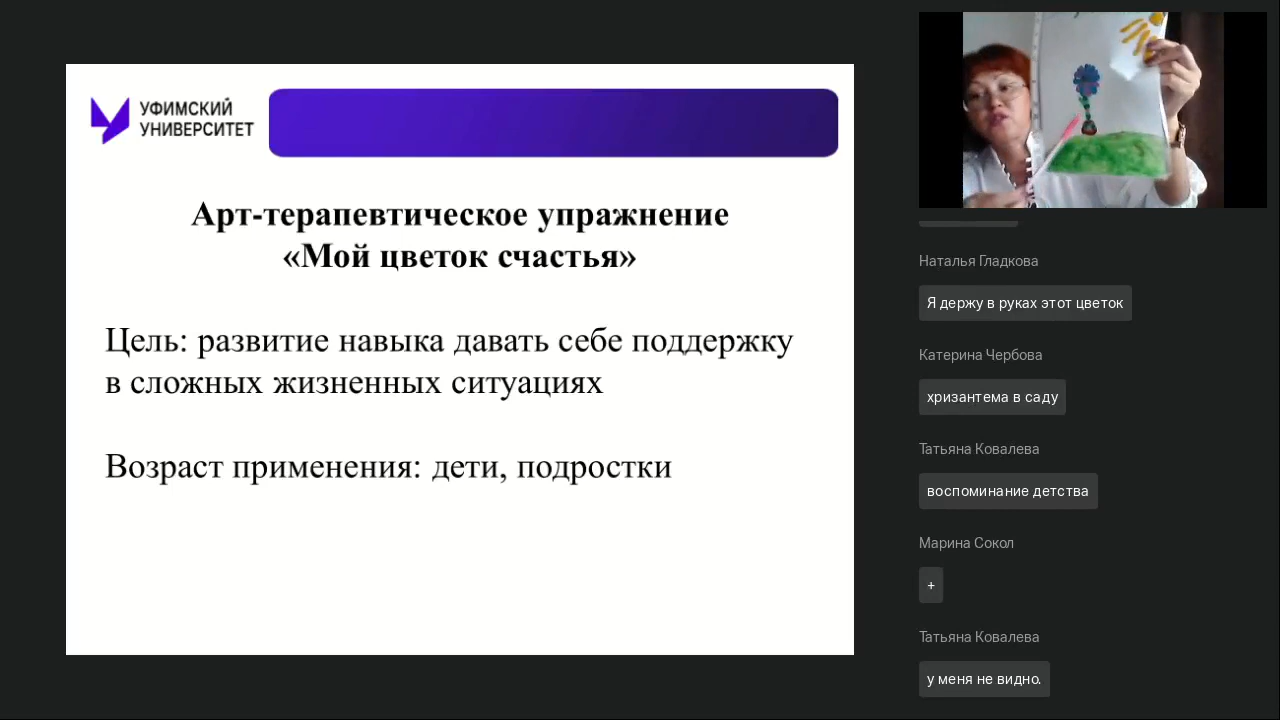 УФИМСКИЙ
УНИВЕРСИТЕТ
Арт-терапевтическое упражнение
«Мой цветок счастья»
Цель: развитие навыка давать себе поддержку
в сложных жизненных ситуациях
Возраст применения: дети, подростки
Наталья Гладкова
Я держу в руках этот цветок
Катерина Чербова
хризантема в саду
Татьяна Ковалева
воспоминание детства
Марина Сокол
+
Татьяна Ковалева
у меня не видно.